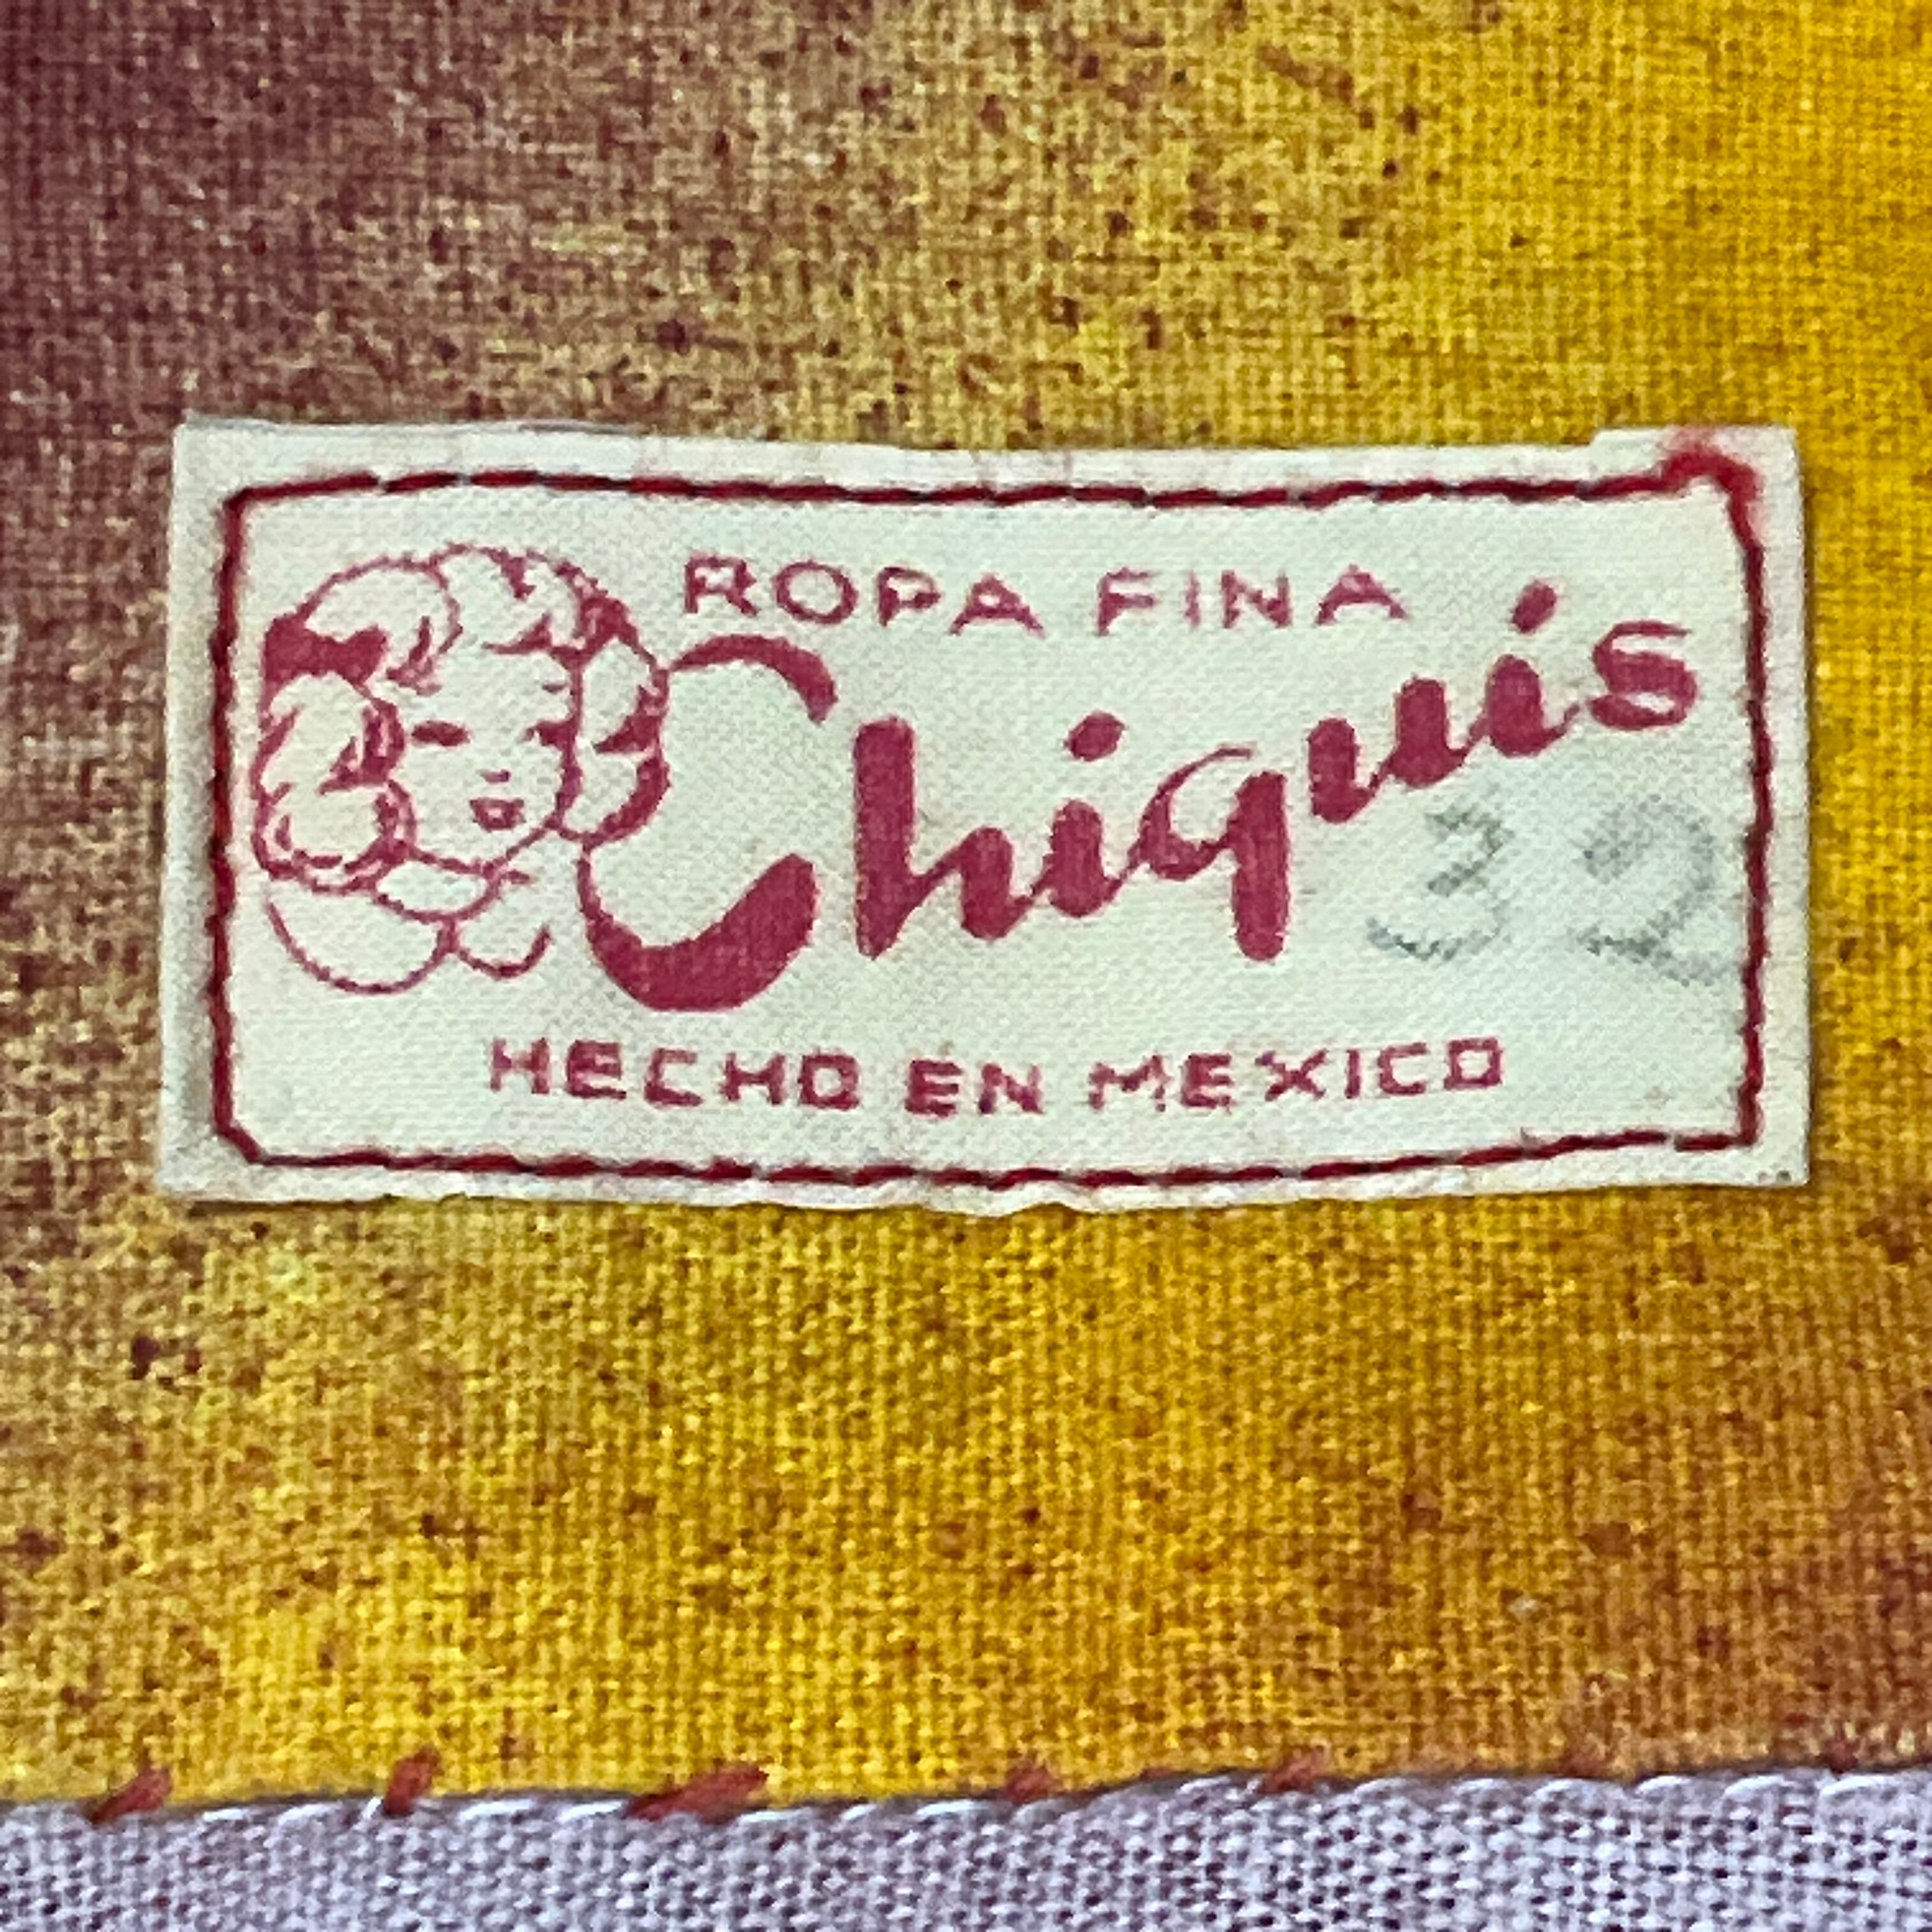 ROPA FINA
Chiquis
32
HECHO EN MEXICO